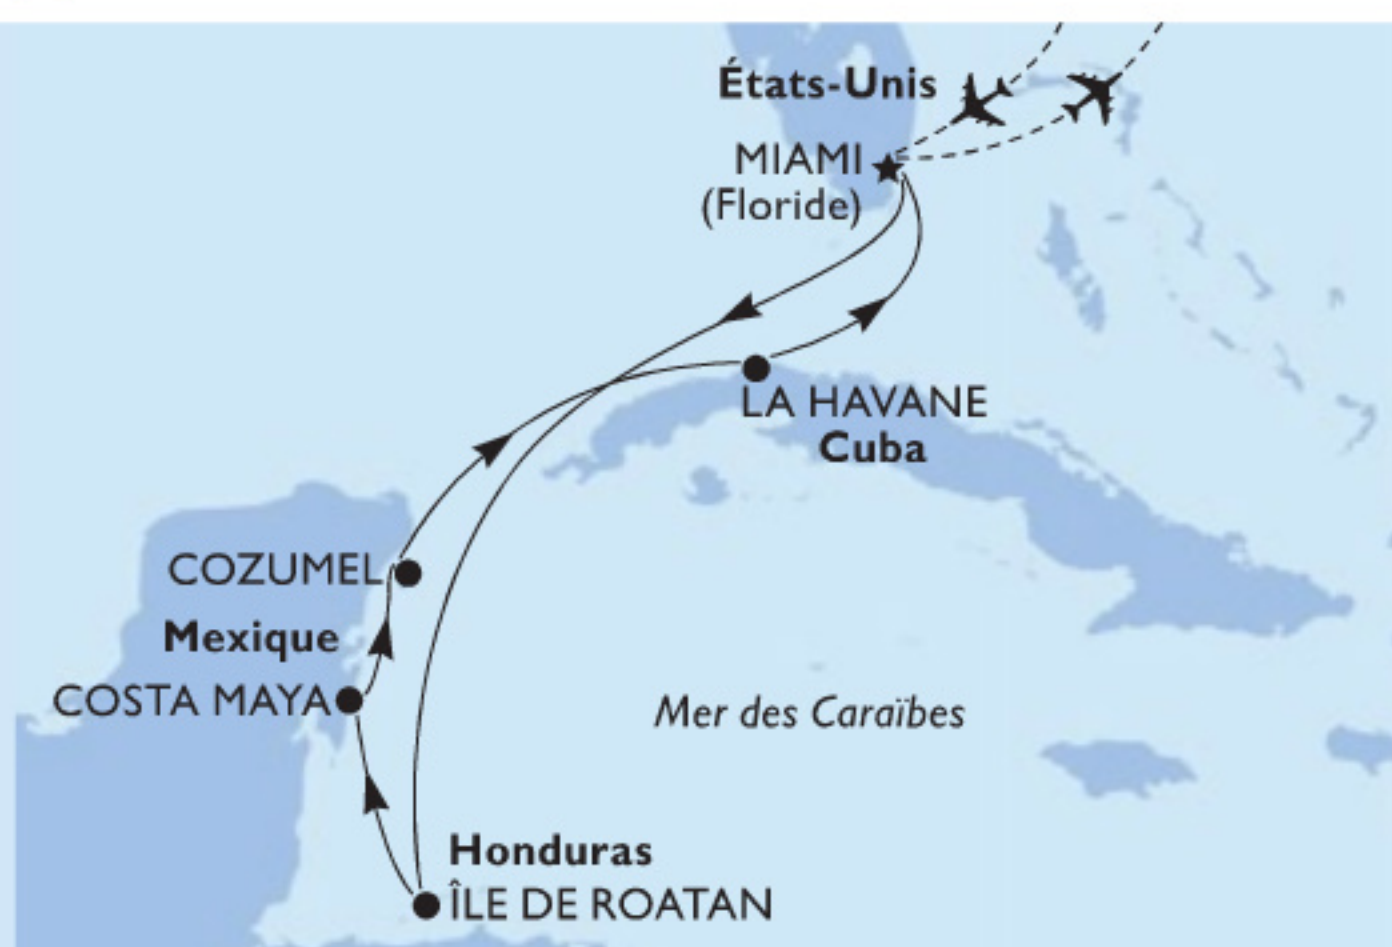 États-Unis
MIAMI
(Floride)
LA HAVANE
Cuba
COZUMEL
Mexique
COSTA MAYA
Mer des Caraïbes
Honduras
ÎLE DE ROATAN